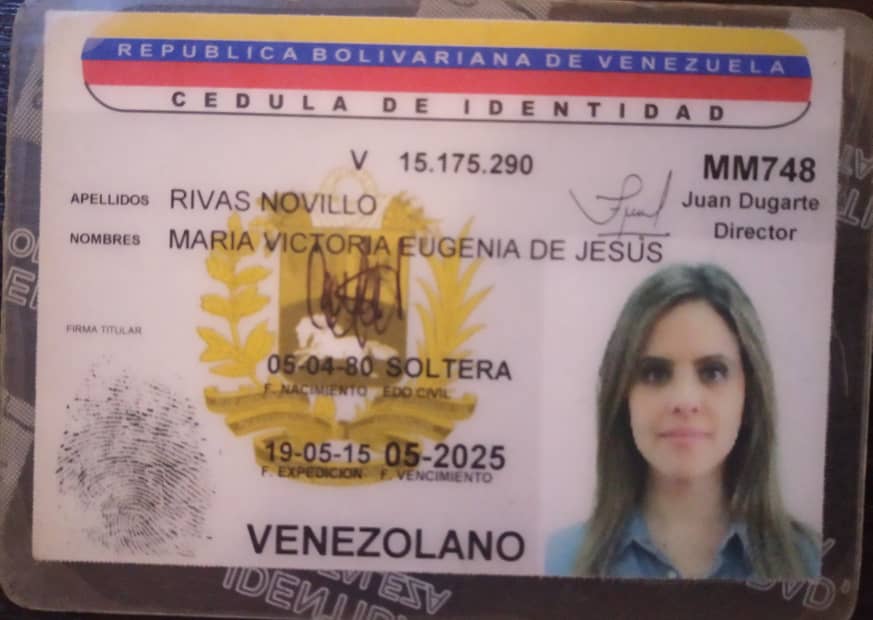 REPUBLICA BOLIVARIANA DE VENEZUELA
CEDULA DE IDENTIDAD
V 15.175.290
MM748
Juan Dugarte
Director
APELLIDOS RIVAS NOVILLO
NOMBRES MARIA VICTORIA EUGENIA DE JESUS
FIRMA TITULAR
05-04-80 SOLTERA
F. NACIMIENTO EDO CIVIL
19-05-15 05-2025
F. EXPEDICION F. VENCIMIENTO
VENEZOLANO